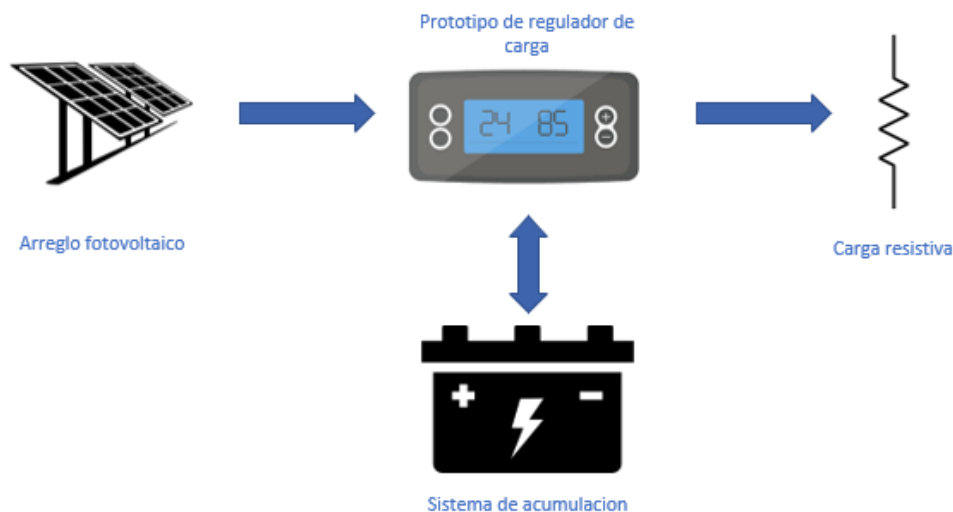 Prototipo de regulador de
carga
24 85
+
−
Arreglo fotovoltaico
Carga resistiva
+ −
Sistema de acumulacion